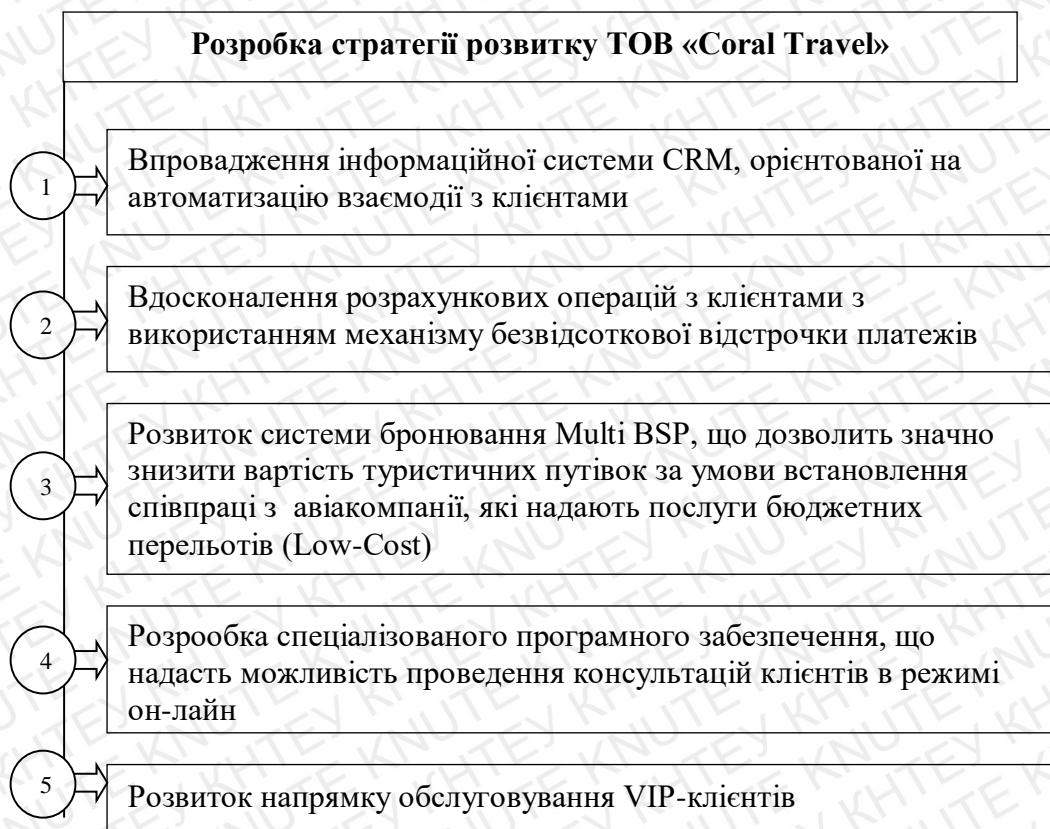 Розробка стратегії розвитку ТОВ «Coral Travel»
1
Впровадження інформаційної системи CRM, орієнтованої на
автоматизацію взаємодії з клієнтами
2
Вдосконалення розрахункових операцій з клієнтами з
використанням механізму безвідсоткової відстрочки платежів
3
Розвиток системи бронювання Multi BSP, що дозволить значно
знизити вартість туристичних путівок за умови встановлення
співпраці з авіакомпанії, які надають послуги бюджетних
перельотів (Low-Cost)
4
Розрообка спеціалізованого програмного забезпечення, що
надасть можливість проведення консультацій клієнтів в режимі
он-лайн
5
Розвиток напрямку обслуговування VIP-клієнтів